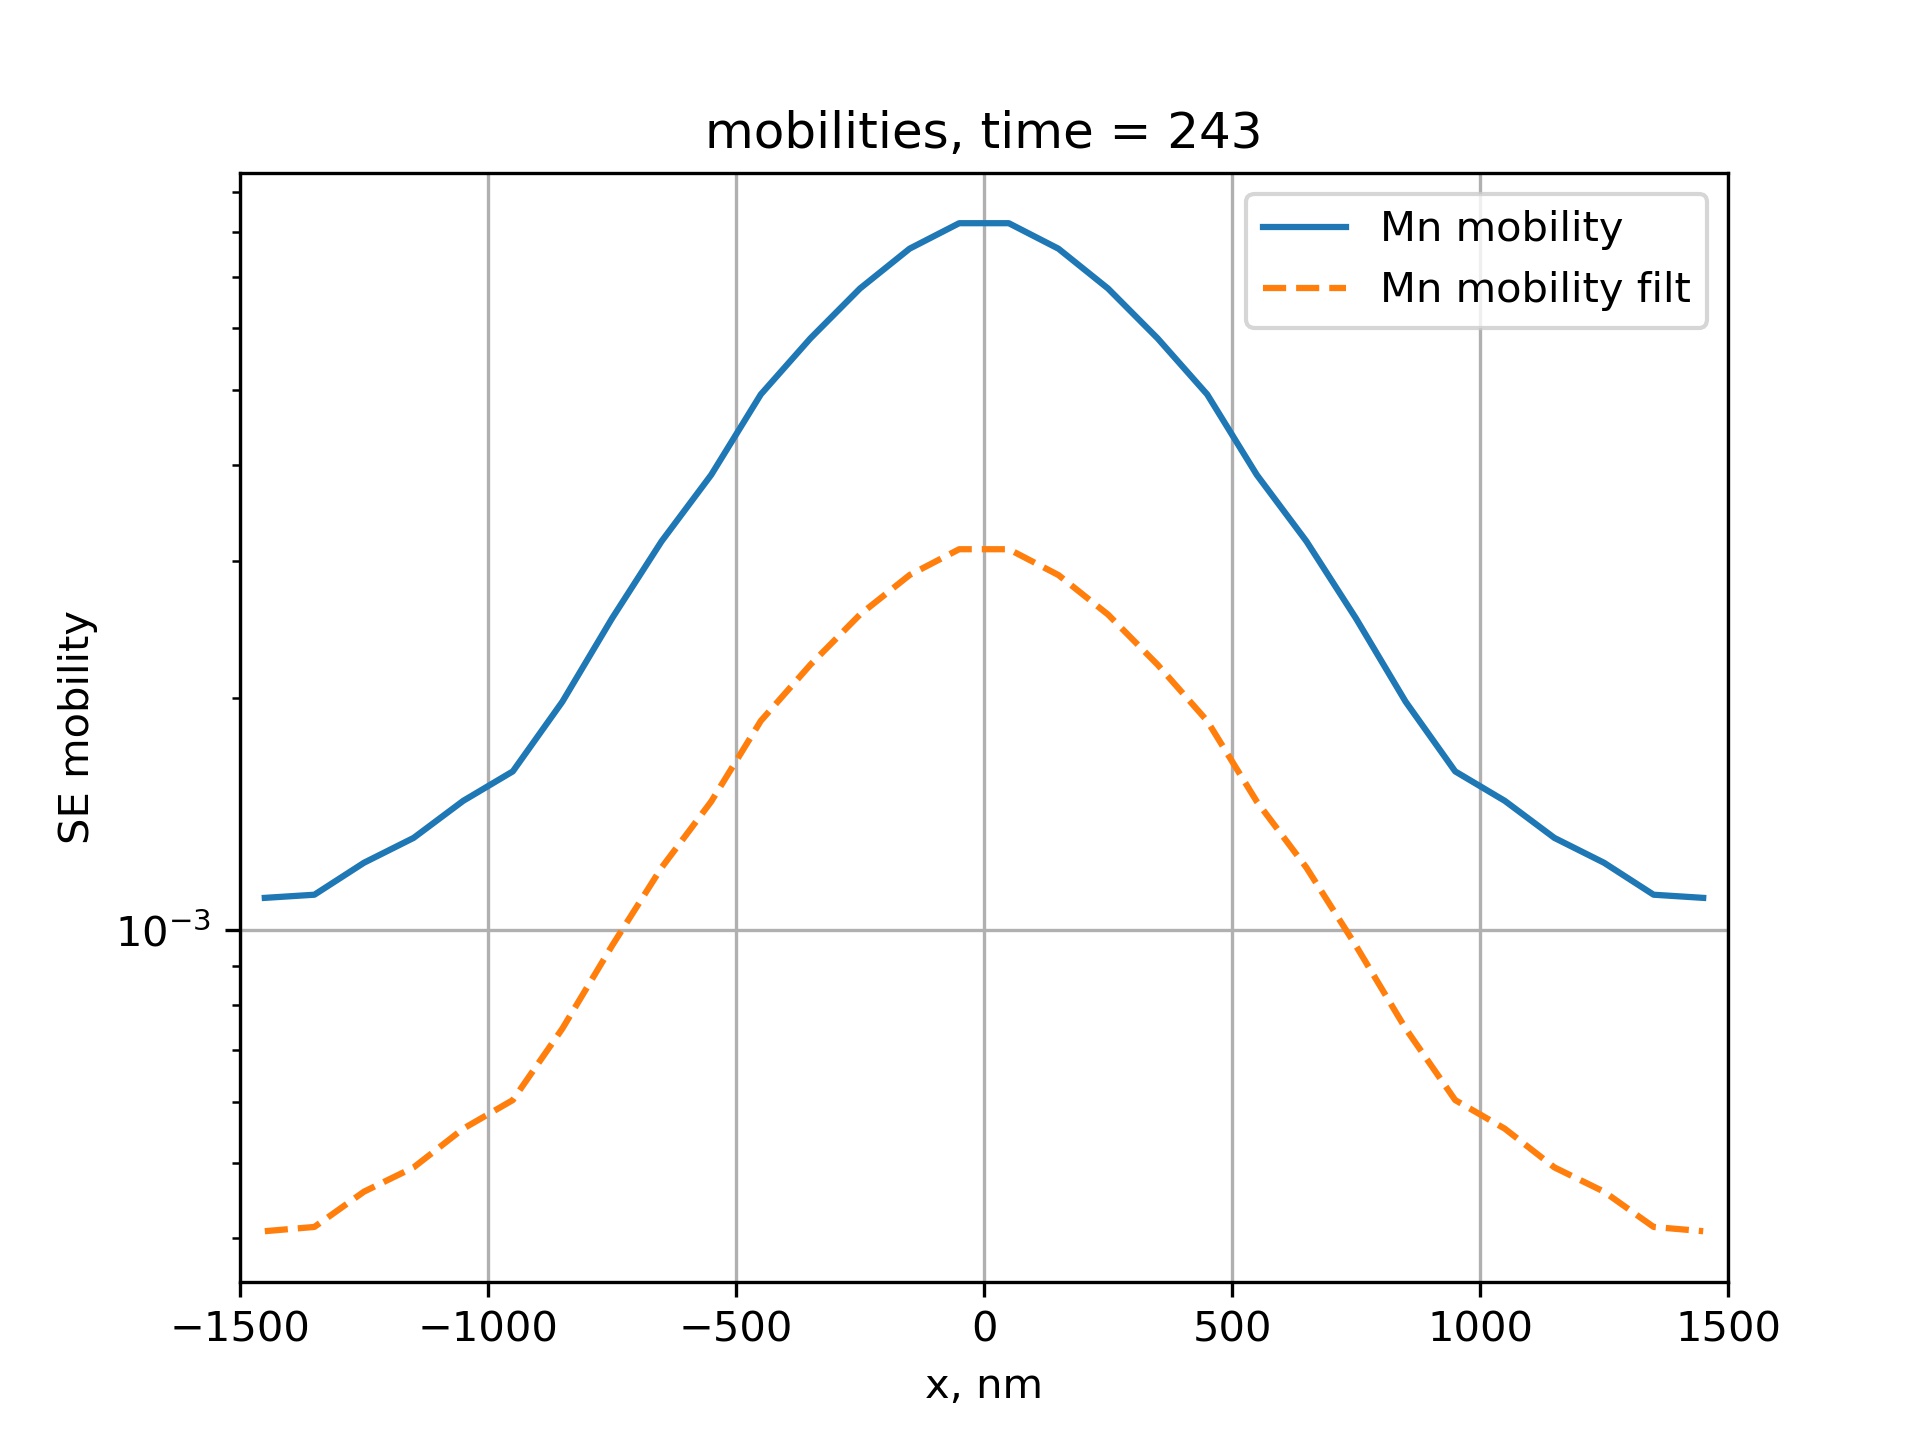 mobilities, time = 243
Mn mobility
Mn mobility filt
SE mobility
10⁻³
−1500 −1000 −500 0 500 1000 1500
x, nm